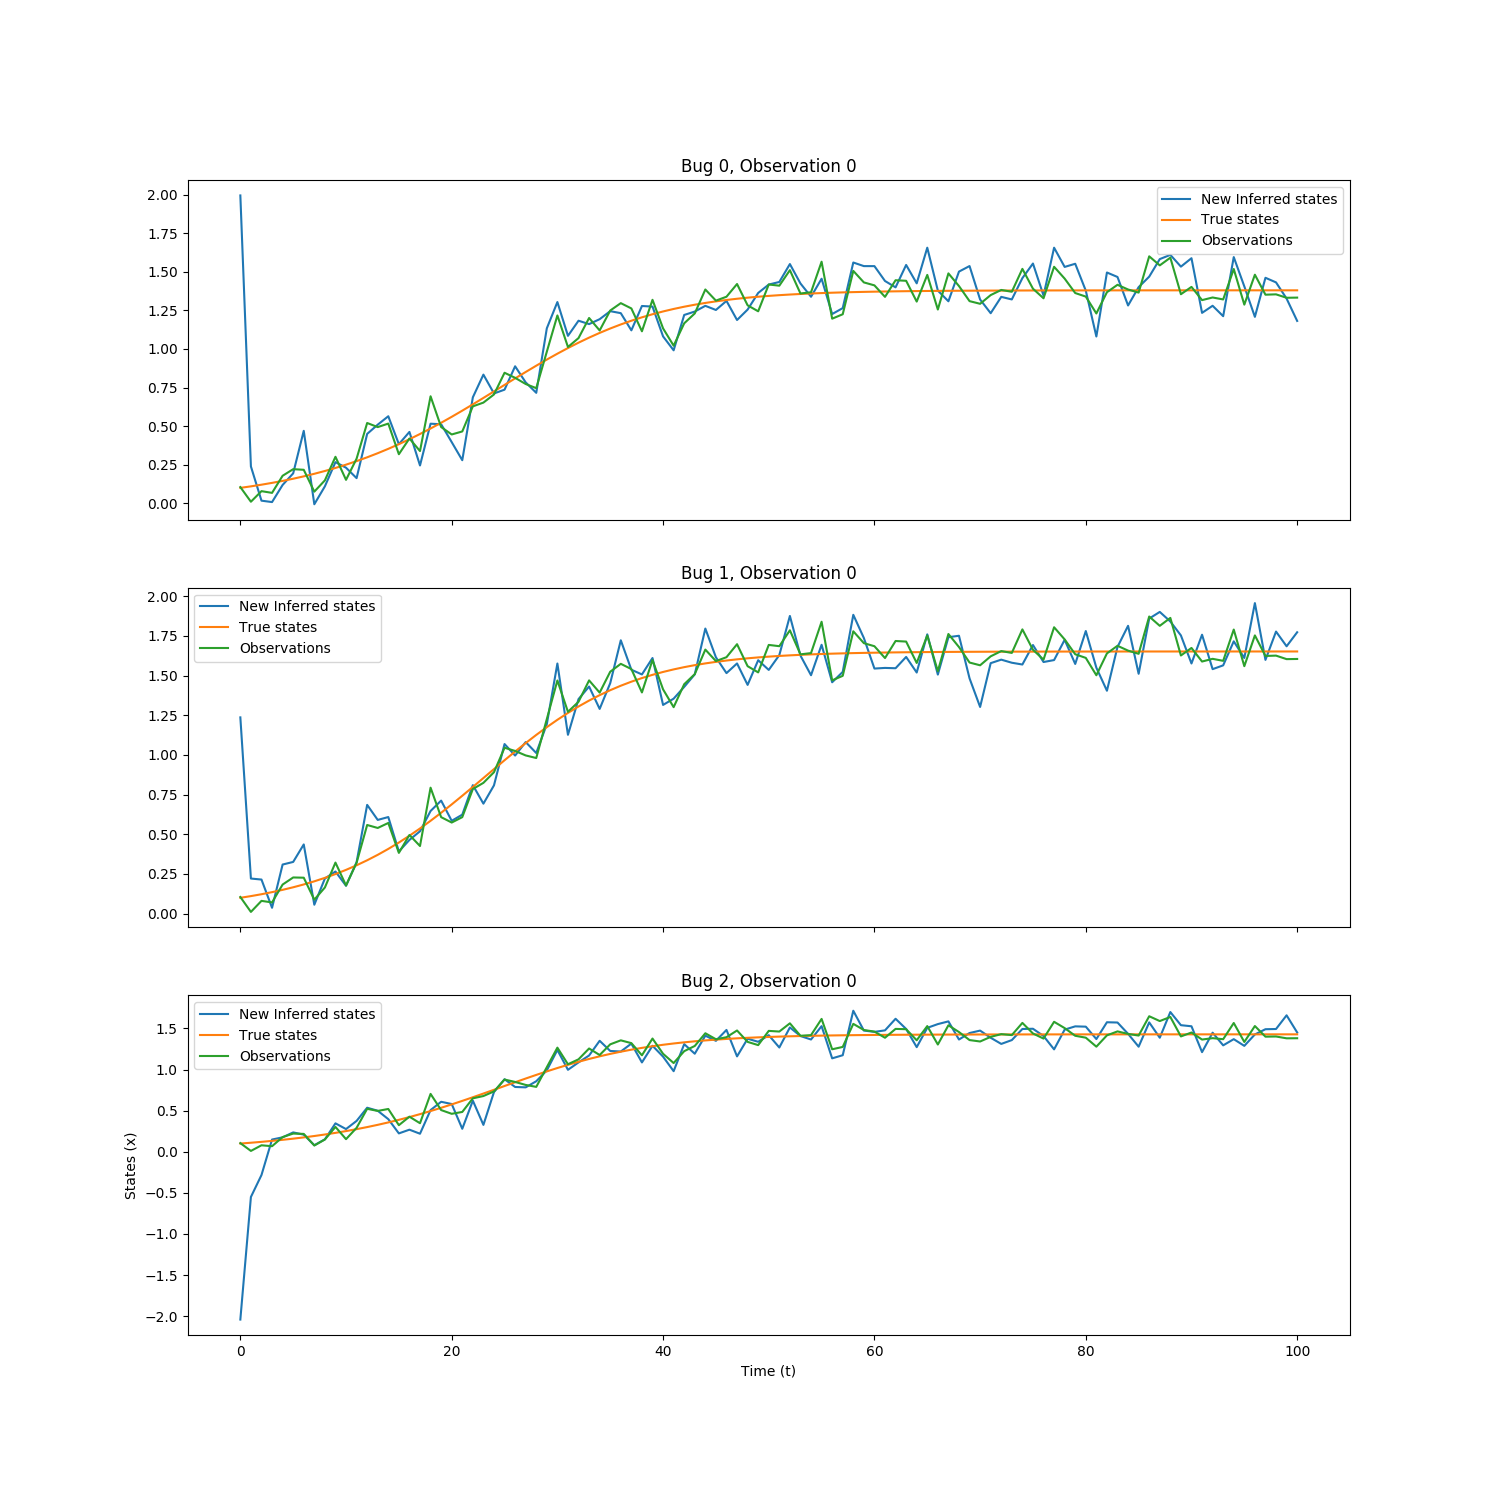 Bug 0, Observation 0
2.00
1.75
1.50
1.25
1.00
0.75
0.50
0.25
0.00
New Inferred states
True states
Observations
Bug 1, Observation 0
2.00
1.75
1.50
1.25
1.00
0.75
0.50
0.25
0.00
New Inferred states
True states
Observations
Bug 2, Observation 0
1.5
1.0
0.5
0.0
−0.5
−1.0
−1.5
−2.0
States (x)
New Inferred states
True states
Observations
0 20 40 60 80 100
Time (t)